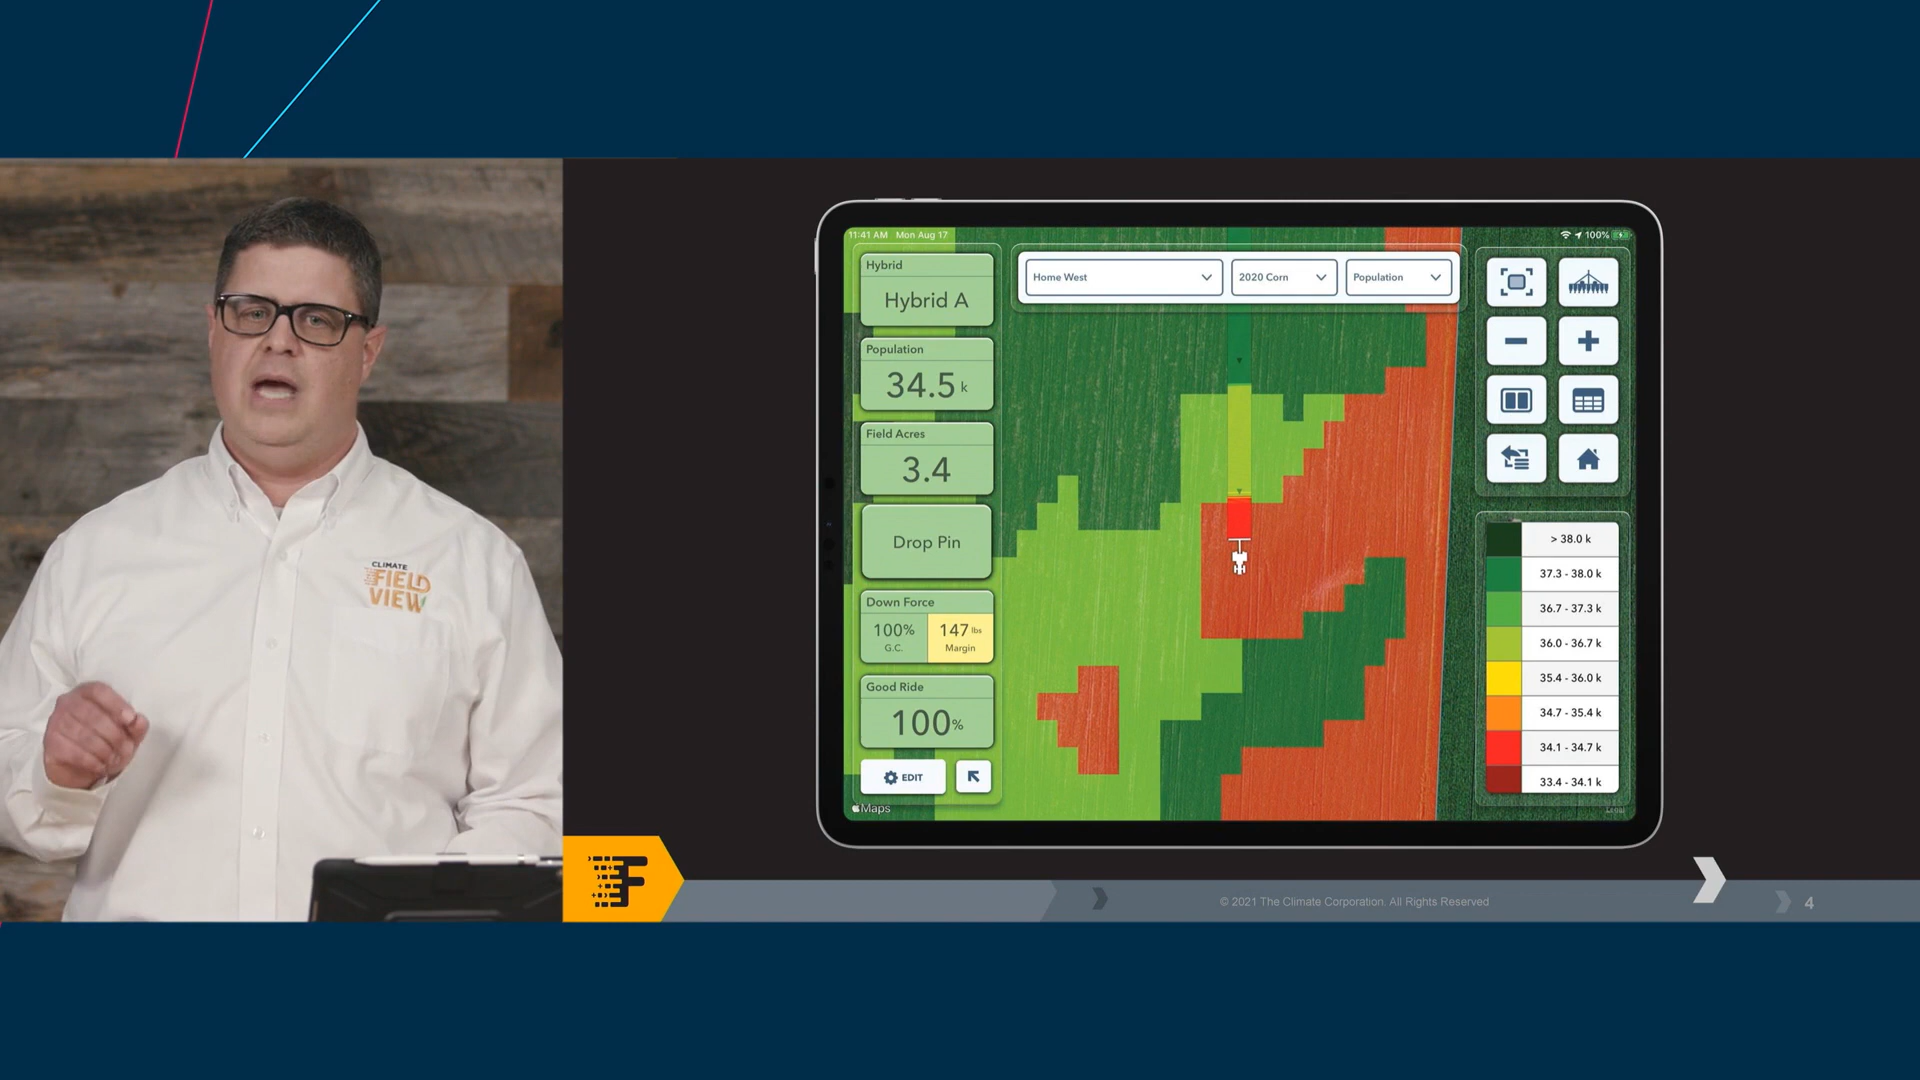 CLIMATE
FIELD
VIEW
11:41 AM Mon Aug 17
100%
Hybrid
Hybrid A
Population
34.5 k
Field Acres
3.4
Drop Pin
Down Force
100%
G.C.
147 lbs
Margin
Good Ride
100%
EDIT
Maps
Home West
2020 Corn
Population
> 38.0 k
37.3 - 38.0 k
36.7 - 37.3 k
36.0 - 36.7 k
35.4 - 36.0 k
34.7 - 35.4 k
34.1 - 34.7 k
33.4 - 34.1 k
Legal
F
© 2021 The Climate Corporation. All Rights Reserved
4